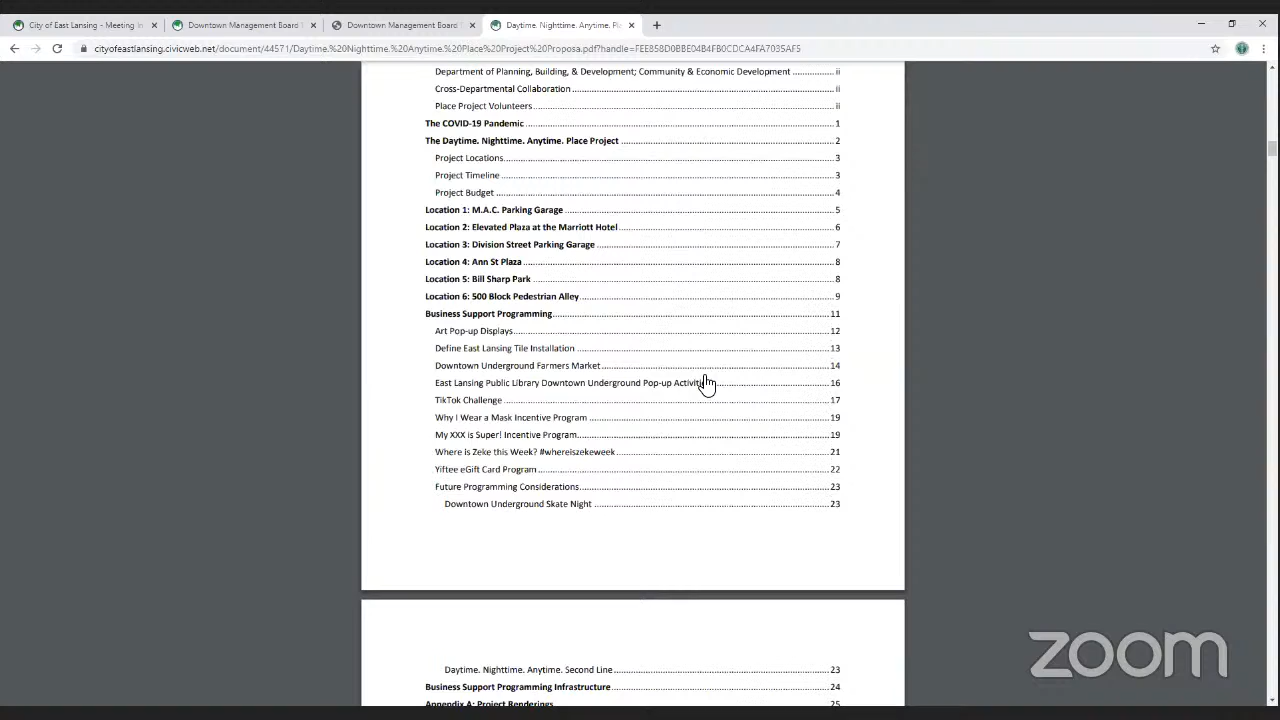 City of East Lansing - Meeting In
Downtown Management Board
Downtown Management Board
Daytime. Nighttime. Anytime. Pla
cityofeastlansing.civicweb.net/document/44571/Daytime.%20Nighttime.%20Anytime.%20Place%20Project%20Proposa.pdf?handle=FEE858D0BBE04B4FB0CDCA4FA7035AF5
Department of Planning, Building, & Development; Community & Economic Development ii
Cross-Departmental Collaboration ii
Place Project Volunteers ii
The COVID-19 Pandemic 1
The Daytime. Nighttime. Anytime. Place Project 2
Project Locations 3
Project Timeline 3
Project Budget 4
Location 1: M.A.C. Parking Garage 5
Location 2: Elevated Plaza at the Marriott Hotel 6
Location 3: Division Street Parking Garage 7
Location 4: Ann St Plaza 8
Location 5: Bill Sharp Park 8
Location 6: 500 Block Pedestrian Alley 9
Business Support Programming 11
Art Pop-up Displays 12
Define East Lansing Tile Installation 13
Downtown Underground Farmers Market 14
East Lansing Public Library Downtown Underground Pop-up Activiti 16
TikTok Challenge 17
Why I Wear a Mask Incentive Program 19
My XXX is Super! Incentive Program 19
Where is Zeke this Week? #whereiszekeweek 21
Yiftee eGift Card Program 22
Future Programming Considerations 23
Downtown Underground Skate Night 23
Daytime. Nighttime. Anytime. Second Line 23
Business Support Programming Infrastructure 24
Appendix A: Project Renderings 25
zoom